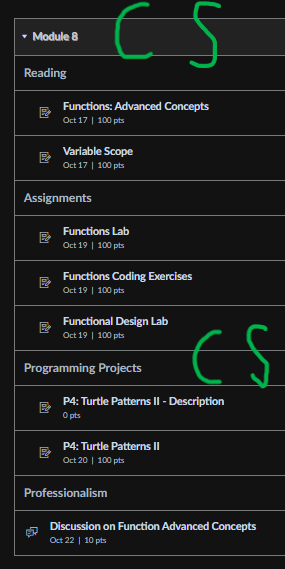 Module 8 CS
Reading
Functions: Advanced Concepts
Oct 17 | 100 pts
Variable Scope
Oct 17 | 100 pts
Assignments
Functions Lab
Oct 19 | 100 pts
Functions Coding Exercises
Oct 19 | 100 pts
Functional Design Lab
Oct 19 | 100 pts
CS
Programming Projects
P4: Turtle Patterns II - Description
0 pts
P4: Turtle Patterns II
Oct 20 | 100 pts
Professionalism
Discussion on Function Advanced Concepts
Oct 22 | 10 pts